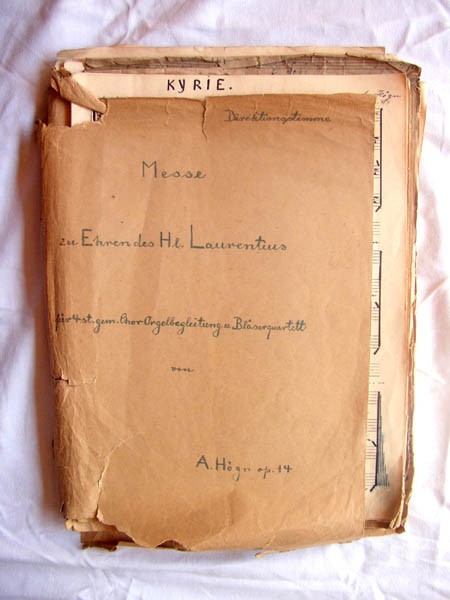 KYRIE.
Högn
Direktionsstimme
Messe
zu Ehren des Hl. Laurentius
für 4 st. gem. Chor Orgelbegleitung u. Bläserquartett
von
A. Högn op. 14